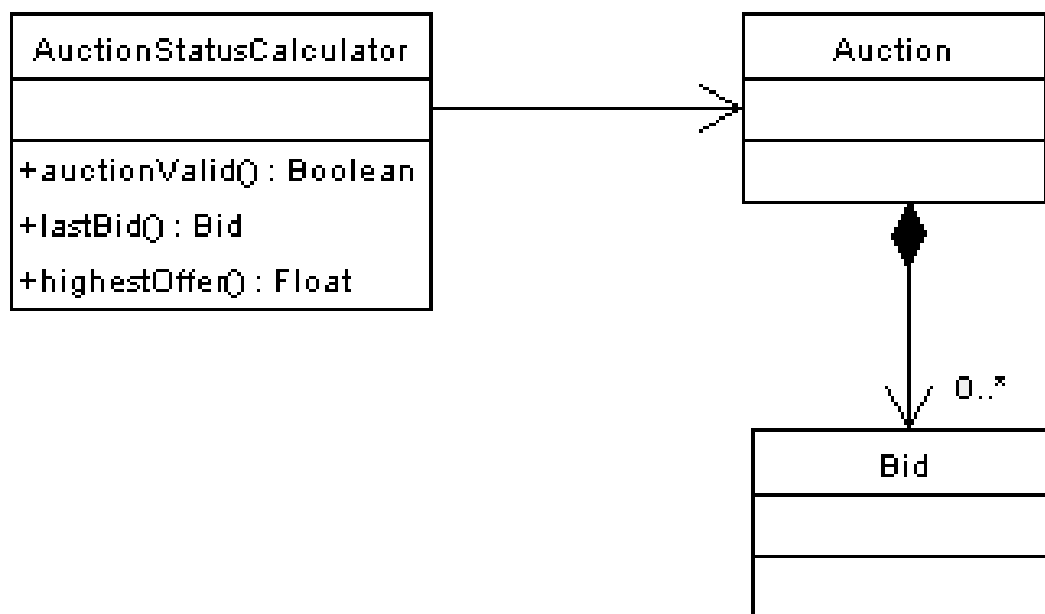 AuctionStatusCalculator
+auctionValid() : Boolean
+lastBid() : Bid
+highestOffer() : Float
Auction
0..*
Bid